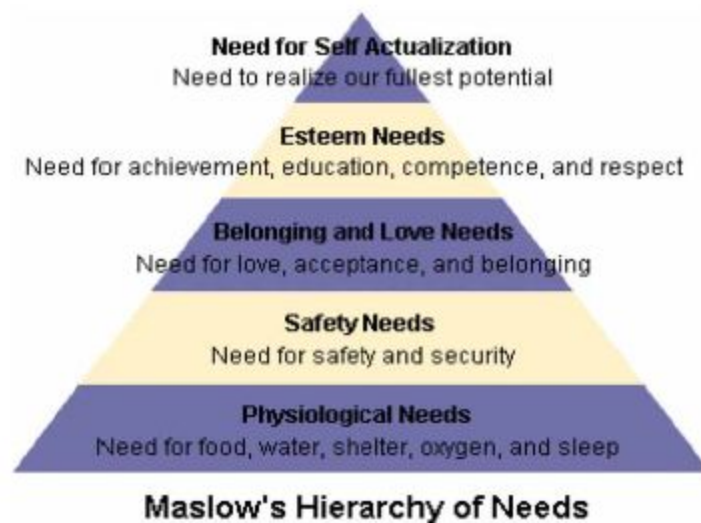 Need for Self Actualization
Need to realize our fullest potential
Esteem Needs
Need for achievement, education, competence, and respect
Belonging and Love Needs
Need for love, acceptance, and belonging
Safety Needs
Need for safety and security
Physiological Needs
Need for food, water, shelter, oxygen, and sleep
Maslow's Hierarchy of Needs